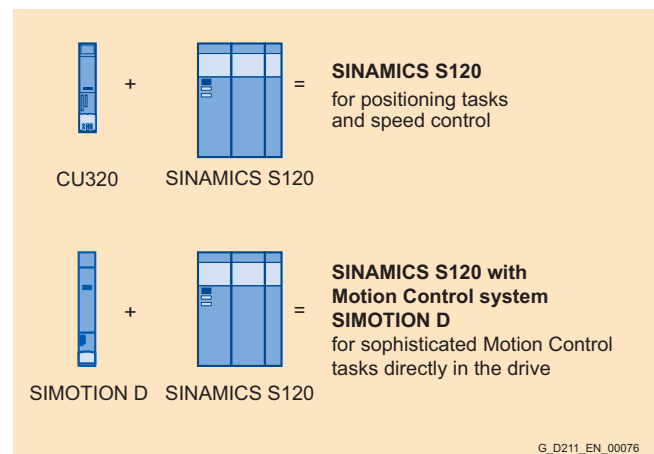 +
=
SINAMICS S120
for positioning tasks
and speed control
CU320
SINAMICS S120
+
=
SINAMICS S120 with
Motion Control system
SIMOTION D
for sophisticated Motion Control
tasks directly in the drive
SIMOTION D
SINAMICS S120
G_D211_EN_00076